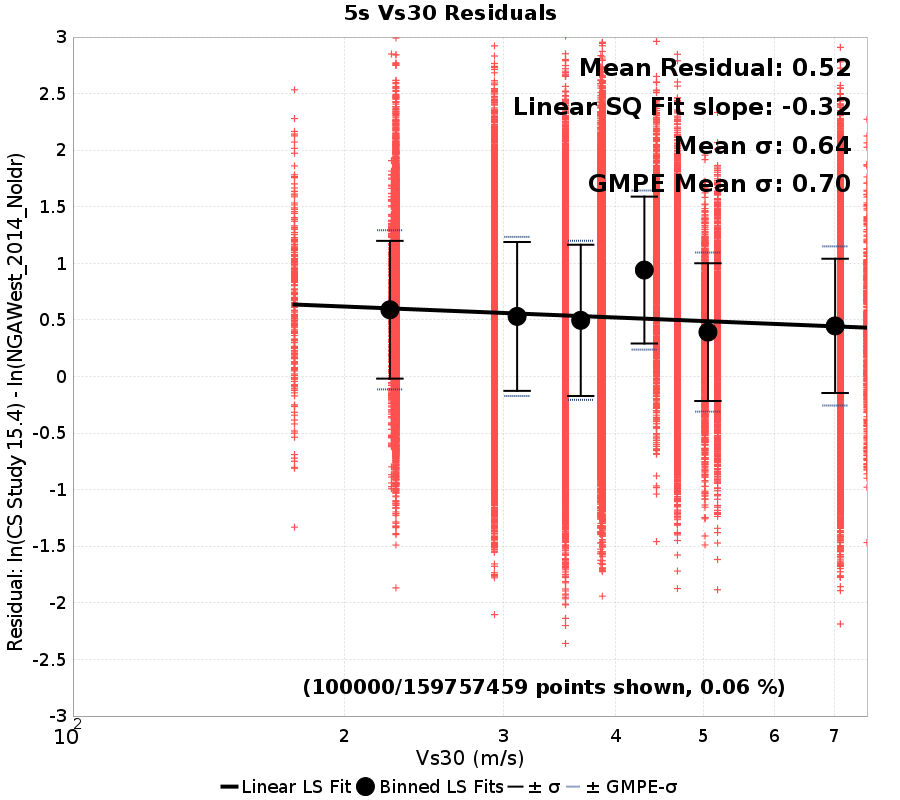 5s Vs30 Residuals
Residual: ln(CS Study 15.4) - ln(NGAWest_2014_NoIdr)
3
2.5
2
1.5
1
0.5
0
-0.5
-1
-1.5
-2
-2.5
-3
Mean Residual: 0.52
Linear SQ Fit slope: -0.32
Mean σ: 0.64
GMPE Mean σ: 0.70
(100000/159757459 points shown, 0.06 %)
10² 2 3 4 5 6 7
Vs30 (m/s)
Linear LS Fit Binned LS Fits ± σ ± GMPE-σ